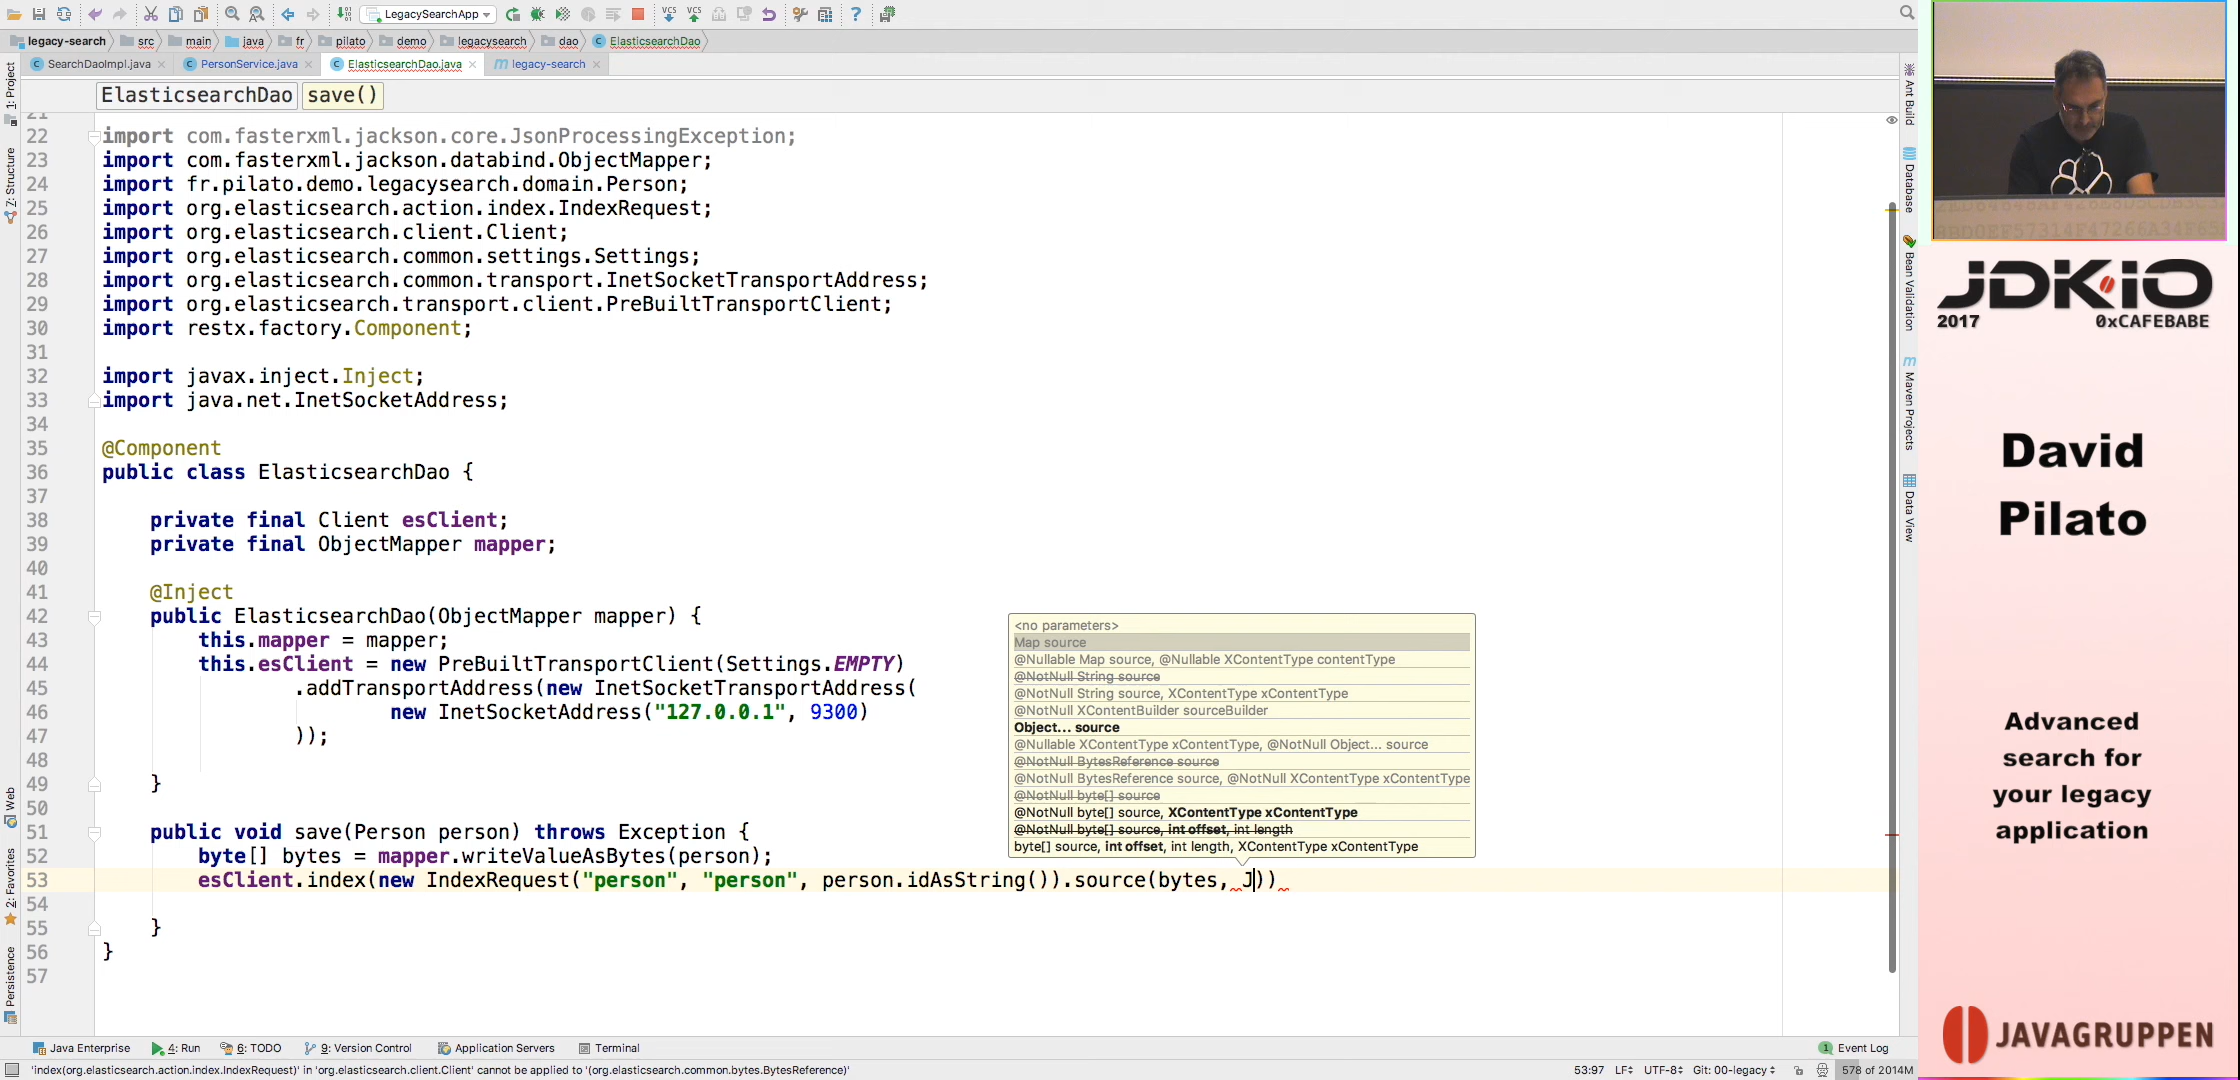 LegacySearchApp
VCS VCS
legacy-search src main java fr pilato demo legacysearch dao ElasticsearchDao
SearchDaoImpl.java PersonService.java ElasticsearchDao.java legacy-search
ElasticsearchDao save()
21
22 import com.fasterxml.jackson.core.JsonProcessingException;
23 import com.fasterxml.jackson.databind.ObjectMapper;
24 import fr.pilato.demo.legacysearch.domain.Person;
25 import org.elasticsearch.action.index.IndexRequest;
26 import org.elasticsearch.client.Client;
27 import org.elasticsearch.common.settings.Settings;
28 import org.elasticsearch.common.transport.InetSocketTransportAddress;
29 import org.elasticsearch.transport.client.PreBuiltTransportClient;
30 import restx.factory.Component;
31
32 import javax.inject.Inject;
33 import java.net.InetSocketAddress;
34
35 @Component
36 public class ElasticsearchDao {
37
38 private final Client esClient;
39 private final ObjectMapper mapper;
40
41 @Inject
42 public ElasticsearchDao(ObjectMapper mapper) {
43 this.mapper = mapper;
44 this.esClient = new PreBuiltTransportClient(Settings.EMPTY)
45 .addTransportAddress(new InetSocketTransportAddress(
46 new InetSocketAddress("127.0.0.1", 9300)
47 ));
48
49 }
50
51 public void save(Person person) throws Exception {
52 byte[] bytes = mapper.writeValueAsBytes(person);
53 esClient.index(new IndexRequest("person", "person", person.idAsString()).source(bytes, J))
54
55 }
56 }
57
<no parameters>
Map source
@Nullable Map source, @Nullable XContentType contentType
@NotNull String source
@NotNull String source, XContentType xContentType
@NotNull XContentBuilder sourceBuilder
Object... source
@Nullable XContentType xContentType, @NotNull Object... source
@NotNull BytesReference source
@NotNull BytesReference source, @NotNull XContentType xContentType
@NotNull byte[] source
@NotNull byte[] source, XContentType xContentType
@NotNull byte[] source, int offset, int length
byte[] source, int offset, int length, XContentType xContentType
1: Project
Z: Structure
Web
2: Favorites
Persistence
Ant Build
Database
Bean Validation
m Maven Projects
Data View
Java Enterprise 4: Run 6: TODO 9: Version Control Application Servers Terminal 1 Event Log
'index(org.elasticsearch.action.index.IndexRequest)' in 'org.elasticsearch.client.Client' cannot be applied to '(org.elasticsearch.common.bytes.BytesReference)' 53:97 LF UTF-8 Git: 00-legacy 578 of 2014M
JDK.iO
2017 0xCAFEBABE
David
Pilato
Advanced
search for
your legacy
application
JAVAGRUPPEN